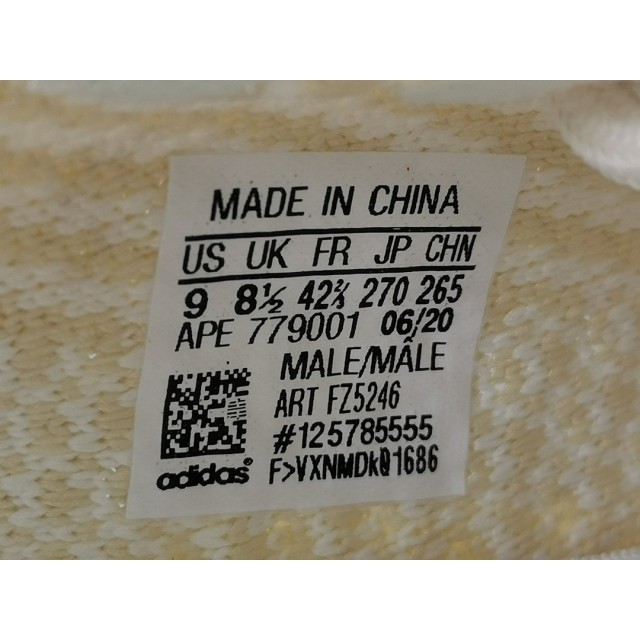 MADE IN CHINA
US UK FR JP CHN
9 8½ 42⅔ 270 265
APE 779001 06/20
MALE/MÂLE
ART FZ5246
#125785555
adidas® F>VXNMDkQ1686